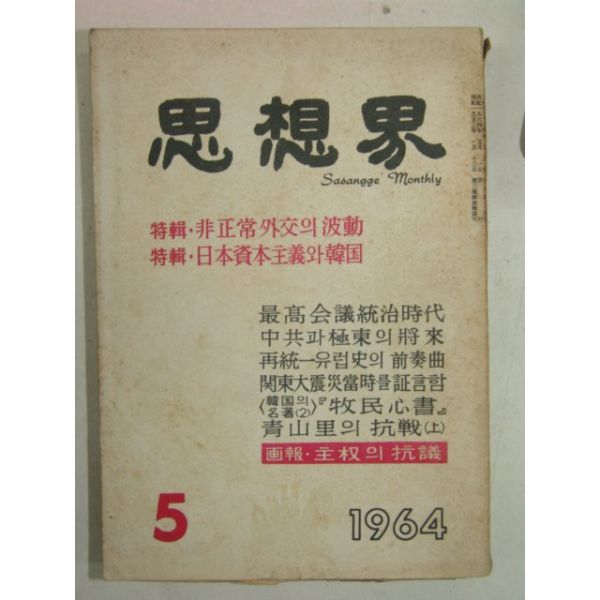 思想界
Sasangge Monthly
特輯·非正常外交의 波動
特輯·日本資本主義와 韓国
最高会議統治時代
中共과 極東의 將來
再統一유럽史의 前奏曲
関東大震災當時를 証言함
〈韓国의 名著(2)〉『牧民心書』
青山里의 抗戦(上)
画報·主权의 抗議
5
1964